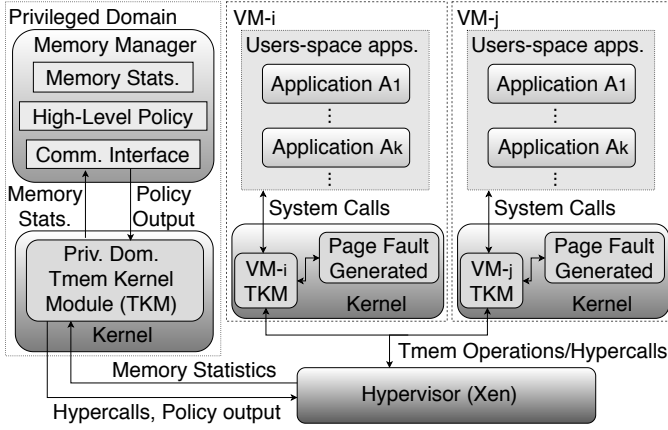 Privileged Domain
Memory Manager
Memory Stats.
High-Level Policy
Comm. Interface
Memory
Stats.
Policy
Output
Priv. Dom.
Tmem Kernel
Module (TKM)
Kernel
VM-i
Users-space apps.
Application A1
⋮
Application Ak
⋮
System Calls
VM-i
TKM
Page Fault
Generated
Kernel
VM-j
Users-space apps.
Application A1
⋮
Application Ak
⋮
System Calls
VM-j
TKM
Page Fault
Generated
Kernel
Tmem Operations/Hypercalls
Memory Statistics
Hypercalls, Policy output
Hypervisor (Xen)